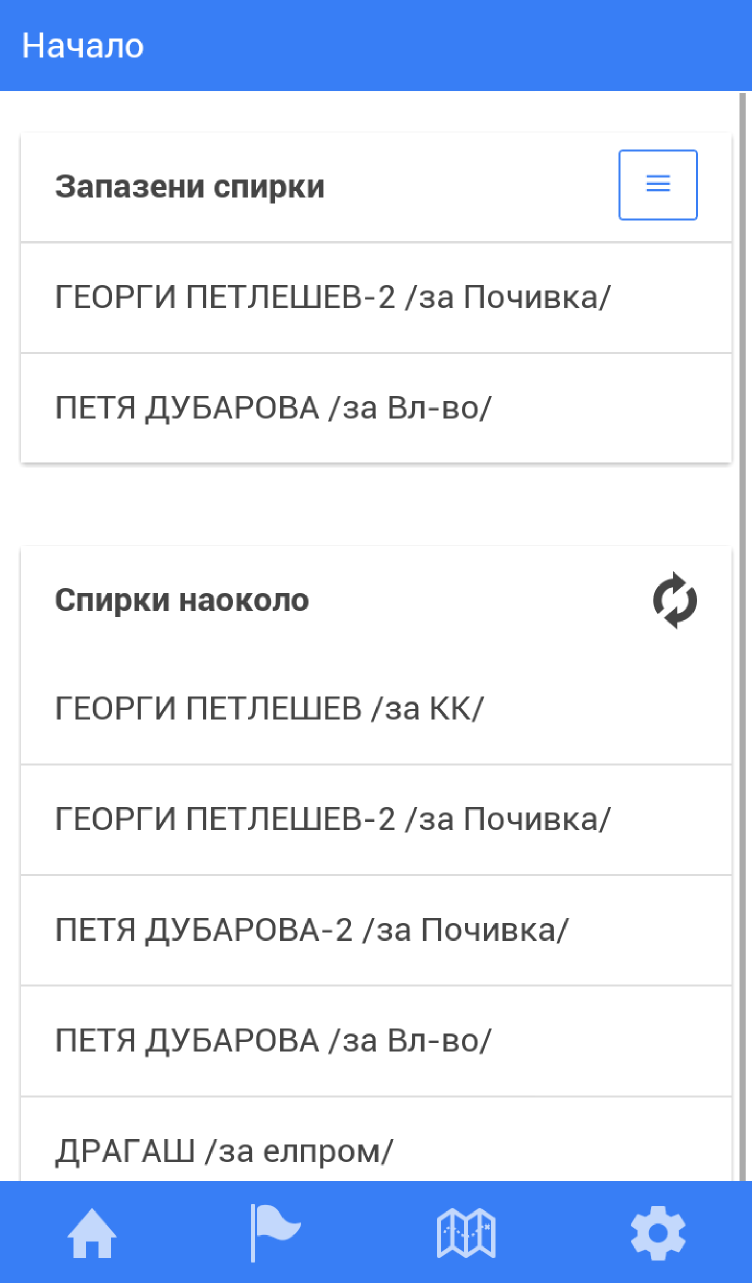 Начало
Запазени спирки
ГЕОРГИ ПЕТЛЕШЕВ-2 /за Почивка/
ПЕТЯ ДУБАРОВА /за Вл-во/
Спирки наоколо
ГЕОРГИ ПЕТЛЕШЕВ /за КК/
ГЕОРГИ ПЕТЛЕШЕВ-2 /за Почивка/
ПЕТЯ ДУБАРОВА-2 /за Почивка/
ПЕТЯ ДУБАРОВА /за Вл-во/
ДРАГАШ /за елпром/